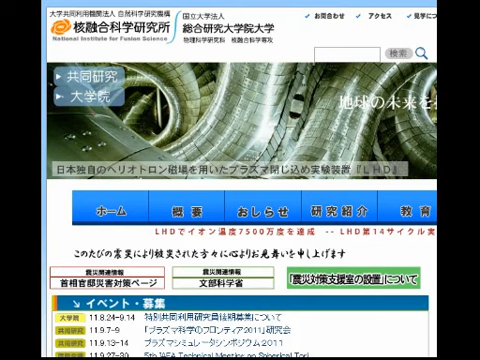 大学共同利用機関法人 自然科学研究機構
核融合科学研究所
National Institute for Fusion Science
国立大学法人
総合研究大学院大学
物理科学研究科 核融合科学専攻
お問合わせ アクセス 見学に
検索
共同研究
大学院
地球の未来を
日本独自のヘリオトロン磁場を用いたプラズマ閉じ込め実験装置『LHD』
ホーム 概要 おしらせ 研究紹介 教育
LHDでイオン温度7500万度を達成 -- LHD第14サイクル実
このたびの震災により被災された方々に心よりお見舞いを申し上げます
震災関連情報
首相官邸災害対策ページ
震災関連情報
文部科学省
「震災対策支援室の設置」について
イベント・募集
大学院 11.8.24-9.14 特別共同利用研究員後期募集について
共同研究 11.9.7-9 「プラズマ科学のフロンティア2011」研究会
共同研究 11.9.13-14 プラズマシミュレータシンポジウム2011
11.9.27-30 5th IAEA Technical Meeting on Spherical Tori